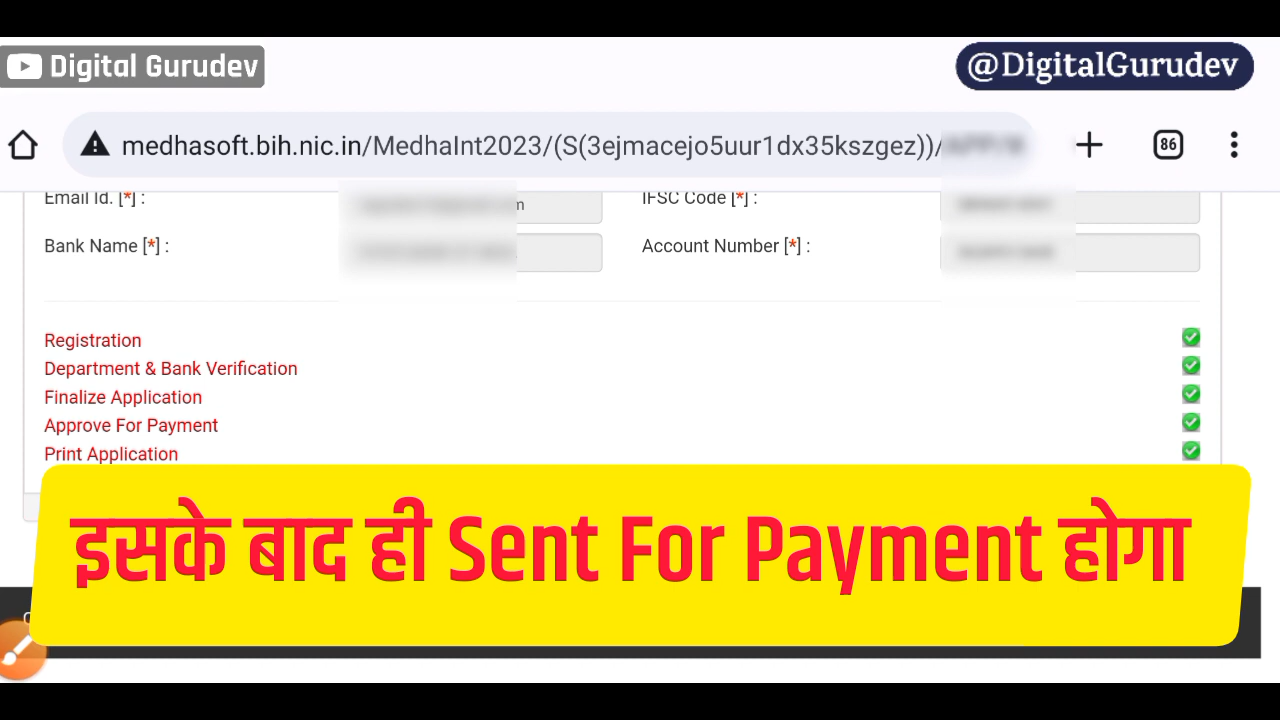 Digital Gurudev
@DigitalGurudev
medhasoft.bih.nic.in/MedhaInt2023/(S(3ejmacejo5uur1dx35kszgez))/
86
Email Id. [*] :
m
IFSC Code [*] :
Bank Name [*] :
Account Number [*] :
Registration
Department & Bank Verification
Finalize Application
Approve For Payment
Print Application
इसके बाद ही Sent For Payment होगा